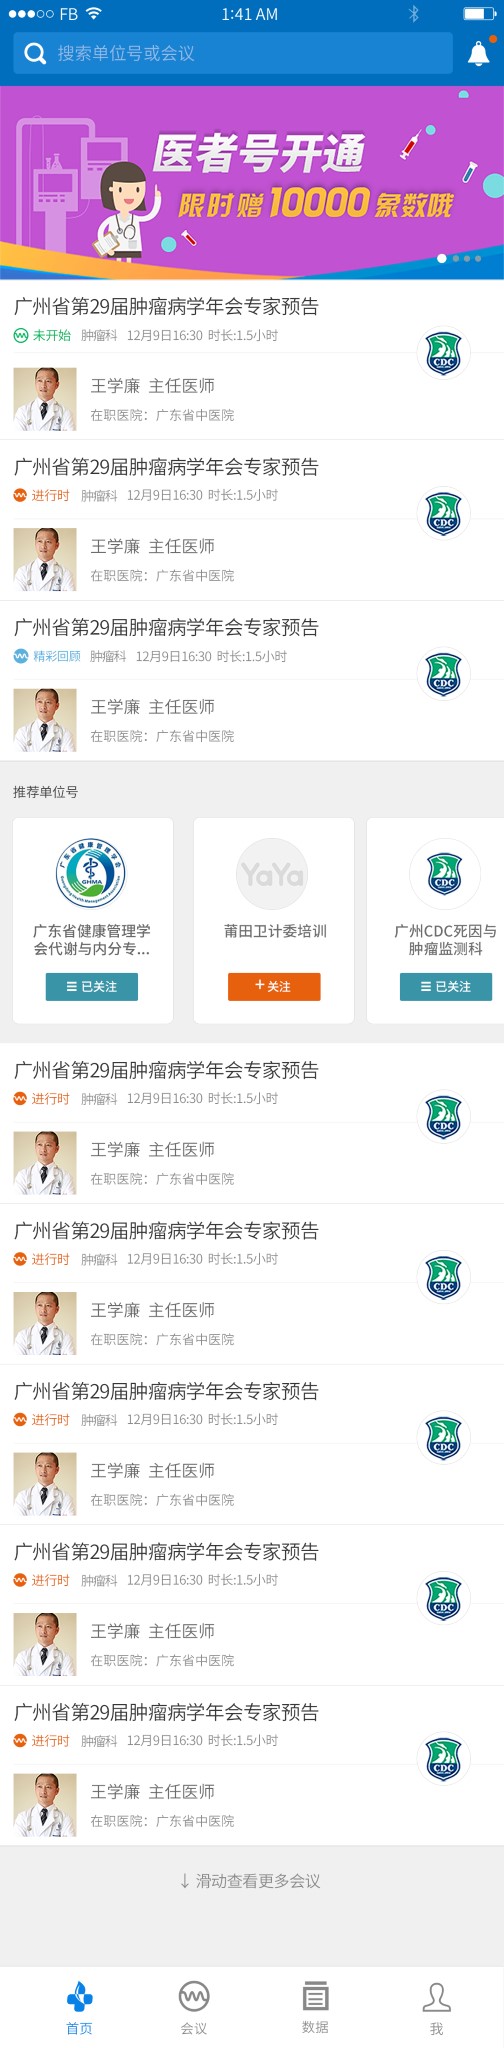 FB 1:41 AM
搜索单位号或会议
医者号开通
限时赠10000象数哦
广州省第29届肿瘤病学年会专家预告
未开始 肿瘤科 12月9日16:30 时长:1.5小时
CDC
王学廉 主任医师
在职医院：广东省中医院
广州省第29届肿瘤病学年会专家预告
进行时 肿瘤科 12月9日16:30 时长:1.5小时
CDC
王学廉 主任医师
在职医院：广东省中医院
广州省第29届肿瘤病学年会专家预告
精彩回顾 肿瘤科 12月9日16:30 时长:1.5小时
CDC
王学廉 主任医师
在职医院：广东省中医院
推荐单位号
广东省健康管理学会
GHMA
YaYa
CDC
广东省健康管理学
会代谢与内分专...
莆田卫计委培训
广州CDC死因与
肿瘤监测科
已关注
+关注
已关注
广州省第29届肿瘤病学年会专家预告
进行时 肿瘤科 12月9日16:30 时长:1.5小时
CDC
王学廉 主任医师
在职医院：广东省中医院
广州省第29届肿瘤病学年会专家预告
进行时 肿瘤科 12月9日16:30 时长:1.5小时
CDC
王学廉 主任医师
在职医院：广东省中医院
广州省第29届肿瘤病学年会专家预告
进行时 肿瘤科 12月9日16:30 时长:1.5小时
CDC
王学廉 主任医师
在职医院：广东省中医院
广州省第29届肿瘤病学年会专家预告
进行时 肿瘤科 12月9日16:30 时长:1.5小时
CDC
王学廉 主任医师
在职医院：广东省中医院
广州省第29届肿瘤病学年会专家预告
进行时 肿瘤科 12月9日16:30 时长:1.5小时
CDC
王学廉 主任医师
在职医院：广东省中医院
↓ 滑动查看更多会议
首页 会议 数据 我